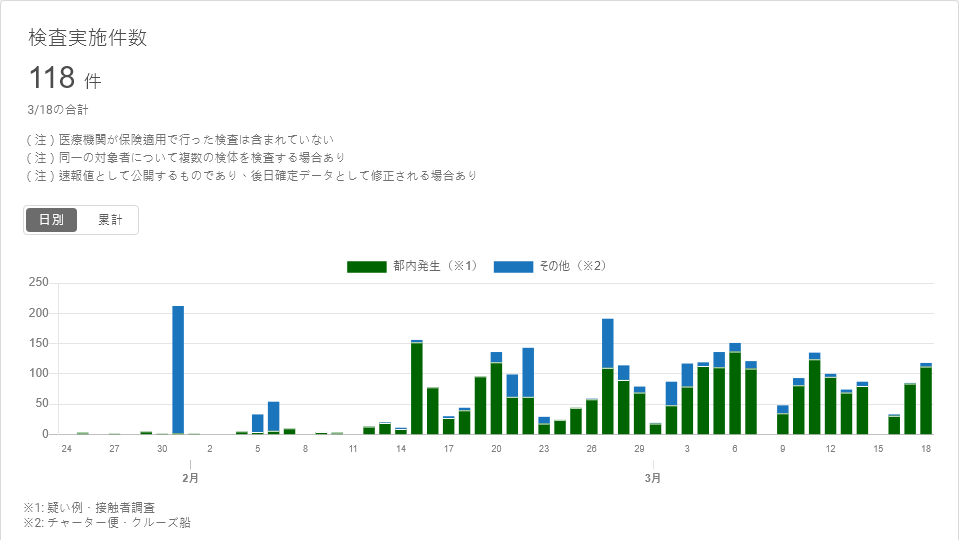 検査実施件数
118 件
3/18の合計
( 注 ) 医療機関が保険適用で行った検査は含まれていない
( 注 ) 同一の対象者について複数の検体を検査する場合あり
( 注 ) 速報値として公開するものであり、後日確定データとして修正される場合あり
日別 累計
都内発生（※1） その他（※2）
250
200
150
100
50
0
24 27 30 2 5 8 11 14 17 20 23 26 29 3 6 9 12 15 18
2月 3月
※1: 疑い例・接触者調査
※2: チャーター便・クルーズ船